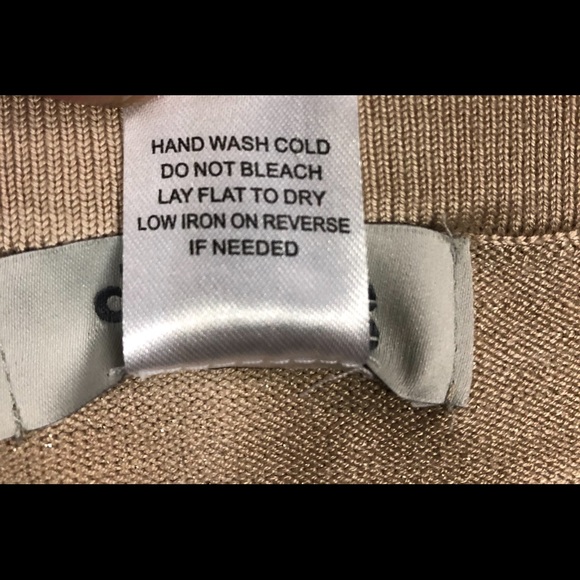 HAND WASH COLD
DO NOT BLEACH
LAY FLAT TO DRY
LOW IRON ON REVERSE
IF NEEDED